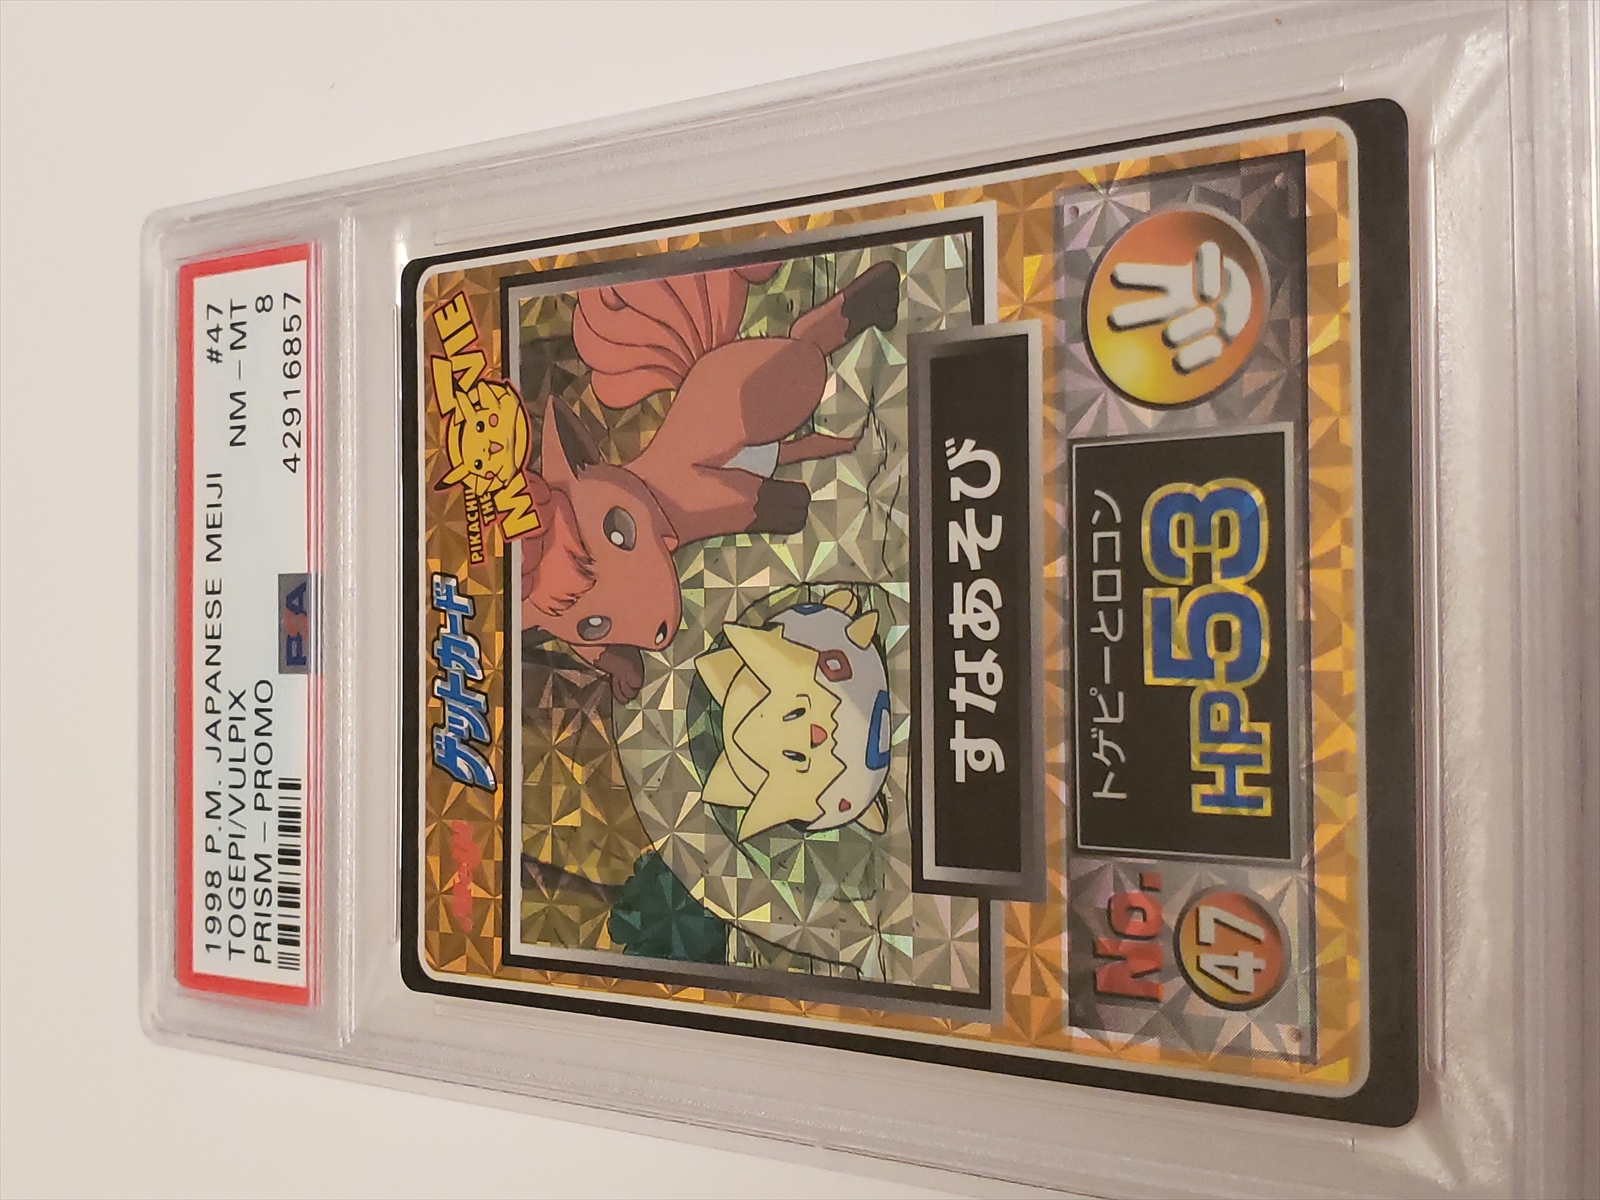 1998 P.M. JAPANESE MEIJI #47
TOGEPI/VULPIX NM-MT
PRISM-PROMO 8
42916857
PSA
ゲットカード
PIKACHU
THE
MOVIE
すなあそび
トゲピーとロコン
HP53
No.
47